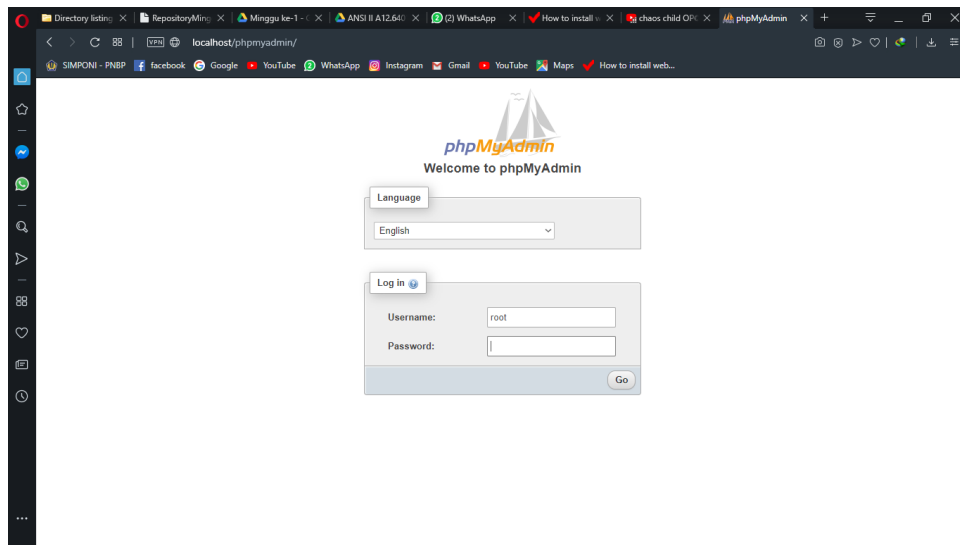 Directory listing
RepositoryMing
Minggu ke-1 - 
ANSI II A12.640
(2) WhatsApp
How to install w
chaos child OP
phpMyAdmin
VPN
localhost/phpmyadmin/
SIMPONI - PNBP
facebook
Google
YouTube
WhatsApp
Instagram
Gmail
YouTube
Maps
How to install web...
phpMyAdmin
Welcome to phpMyAdmin
Language
English
Log in
Username:
root
Password:
Go